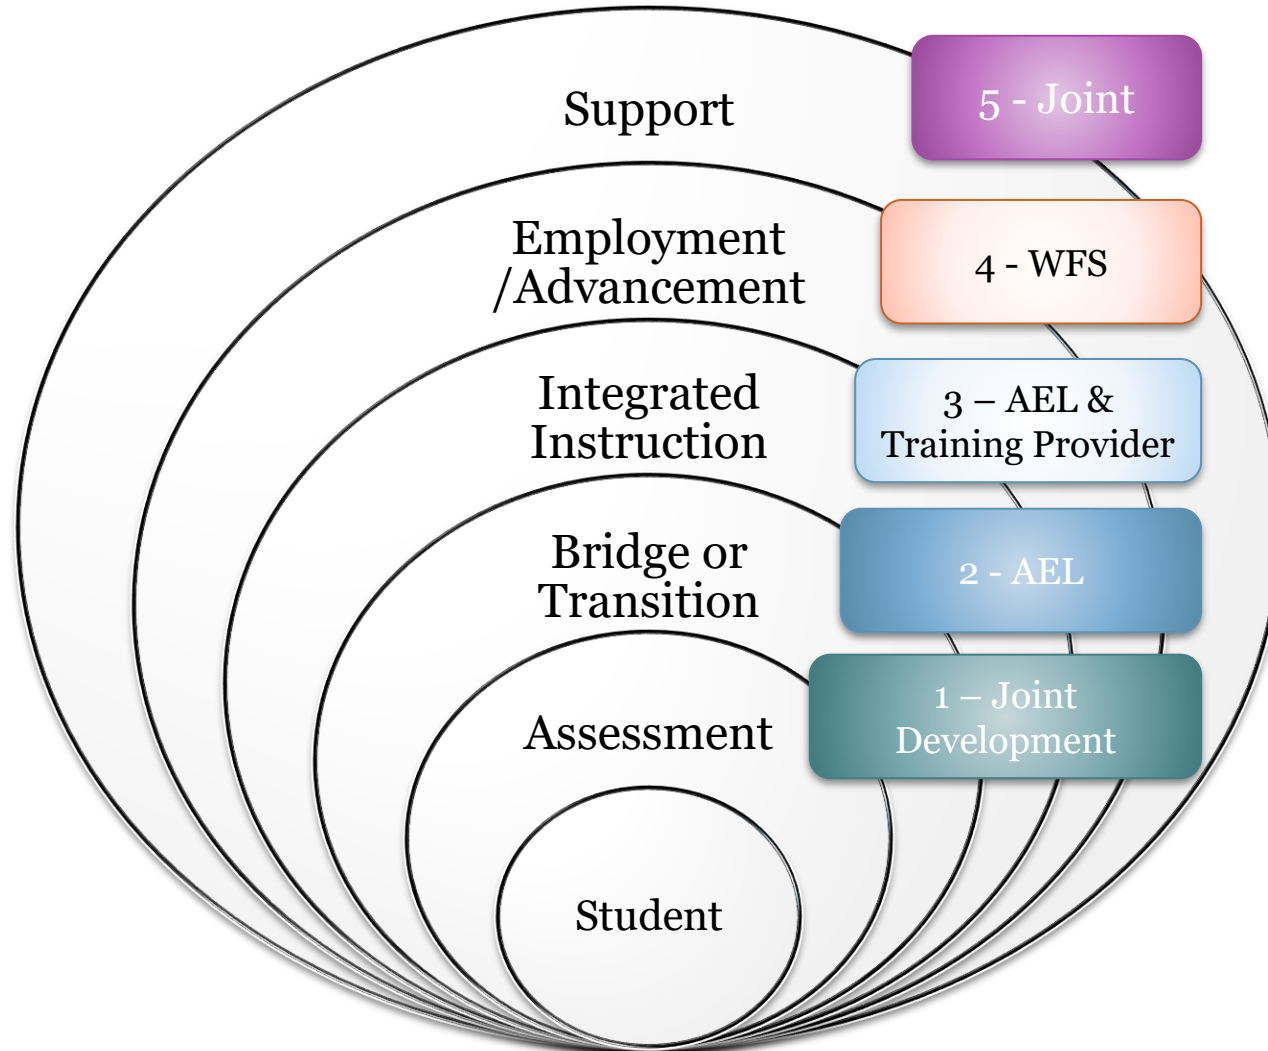 Support
5 - Joint
Employment
/Advancement
4 - WFS
Integrated
Instruction
3 – AEL &
Training Provider
Bridge or
Transition
2 - AEL
Assessment
1 – Joint
Development
Student